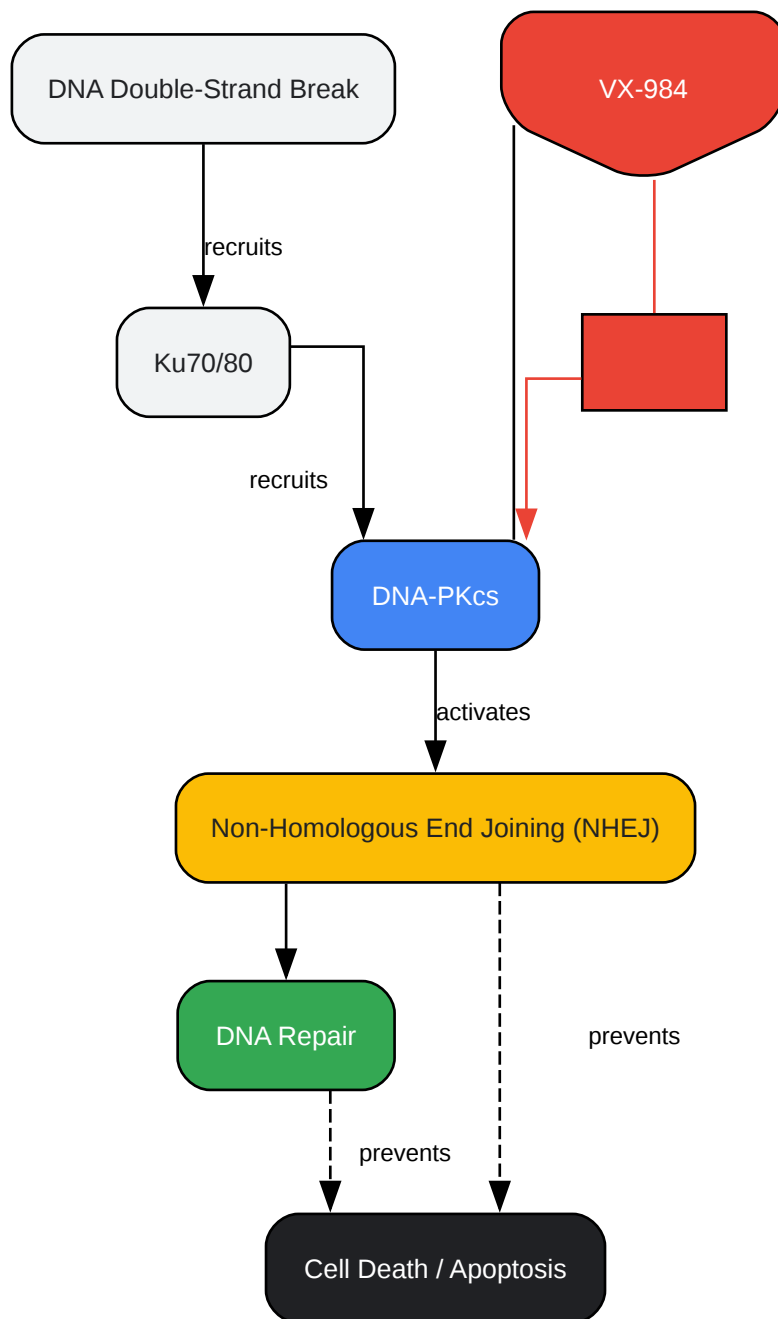 DNA Double-Strand Break
VX-984
recruits
Ku70/80
recruits
DNA-PKcs
activates
Non-Homologous End Joining (NHEJ)
DNA Repair
prevents
prevents
Cell Death / Apoptosis